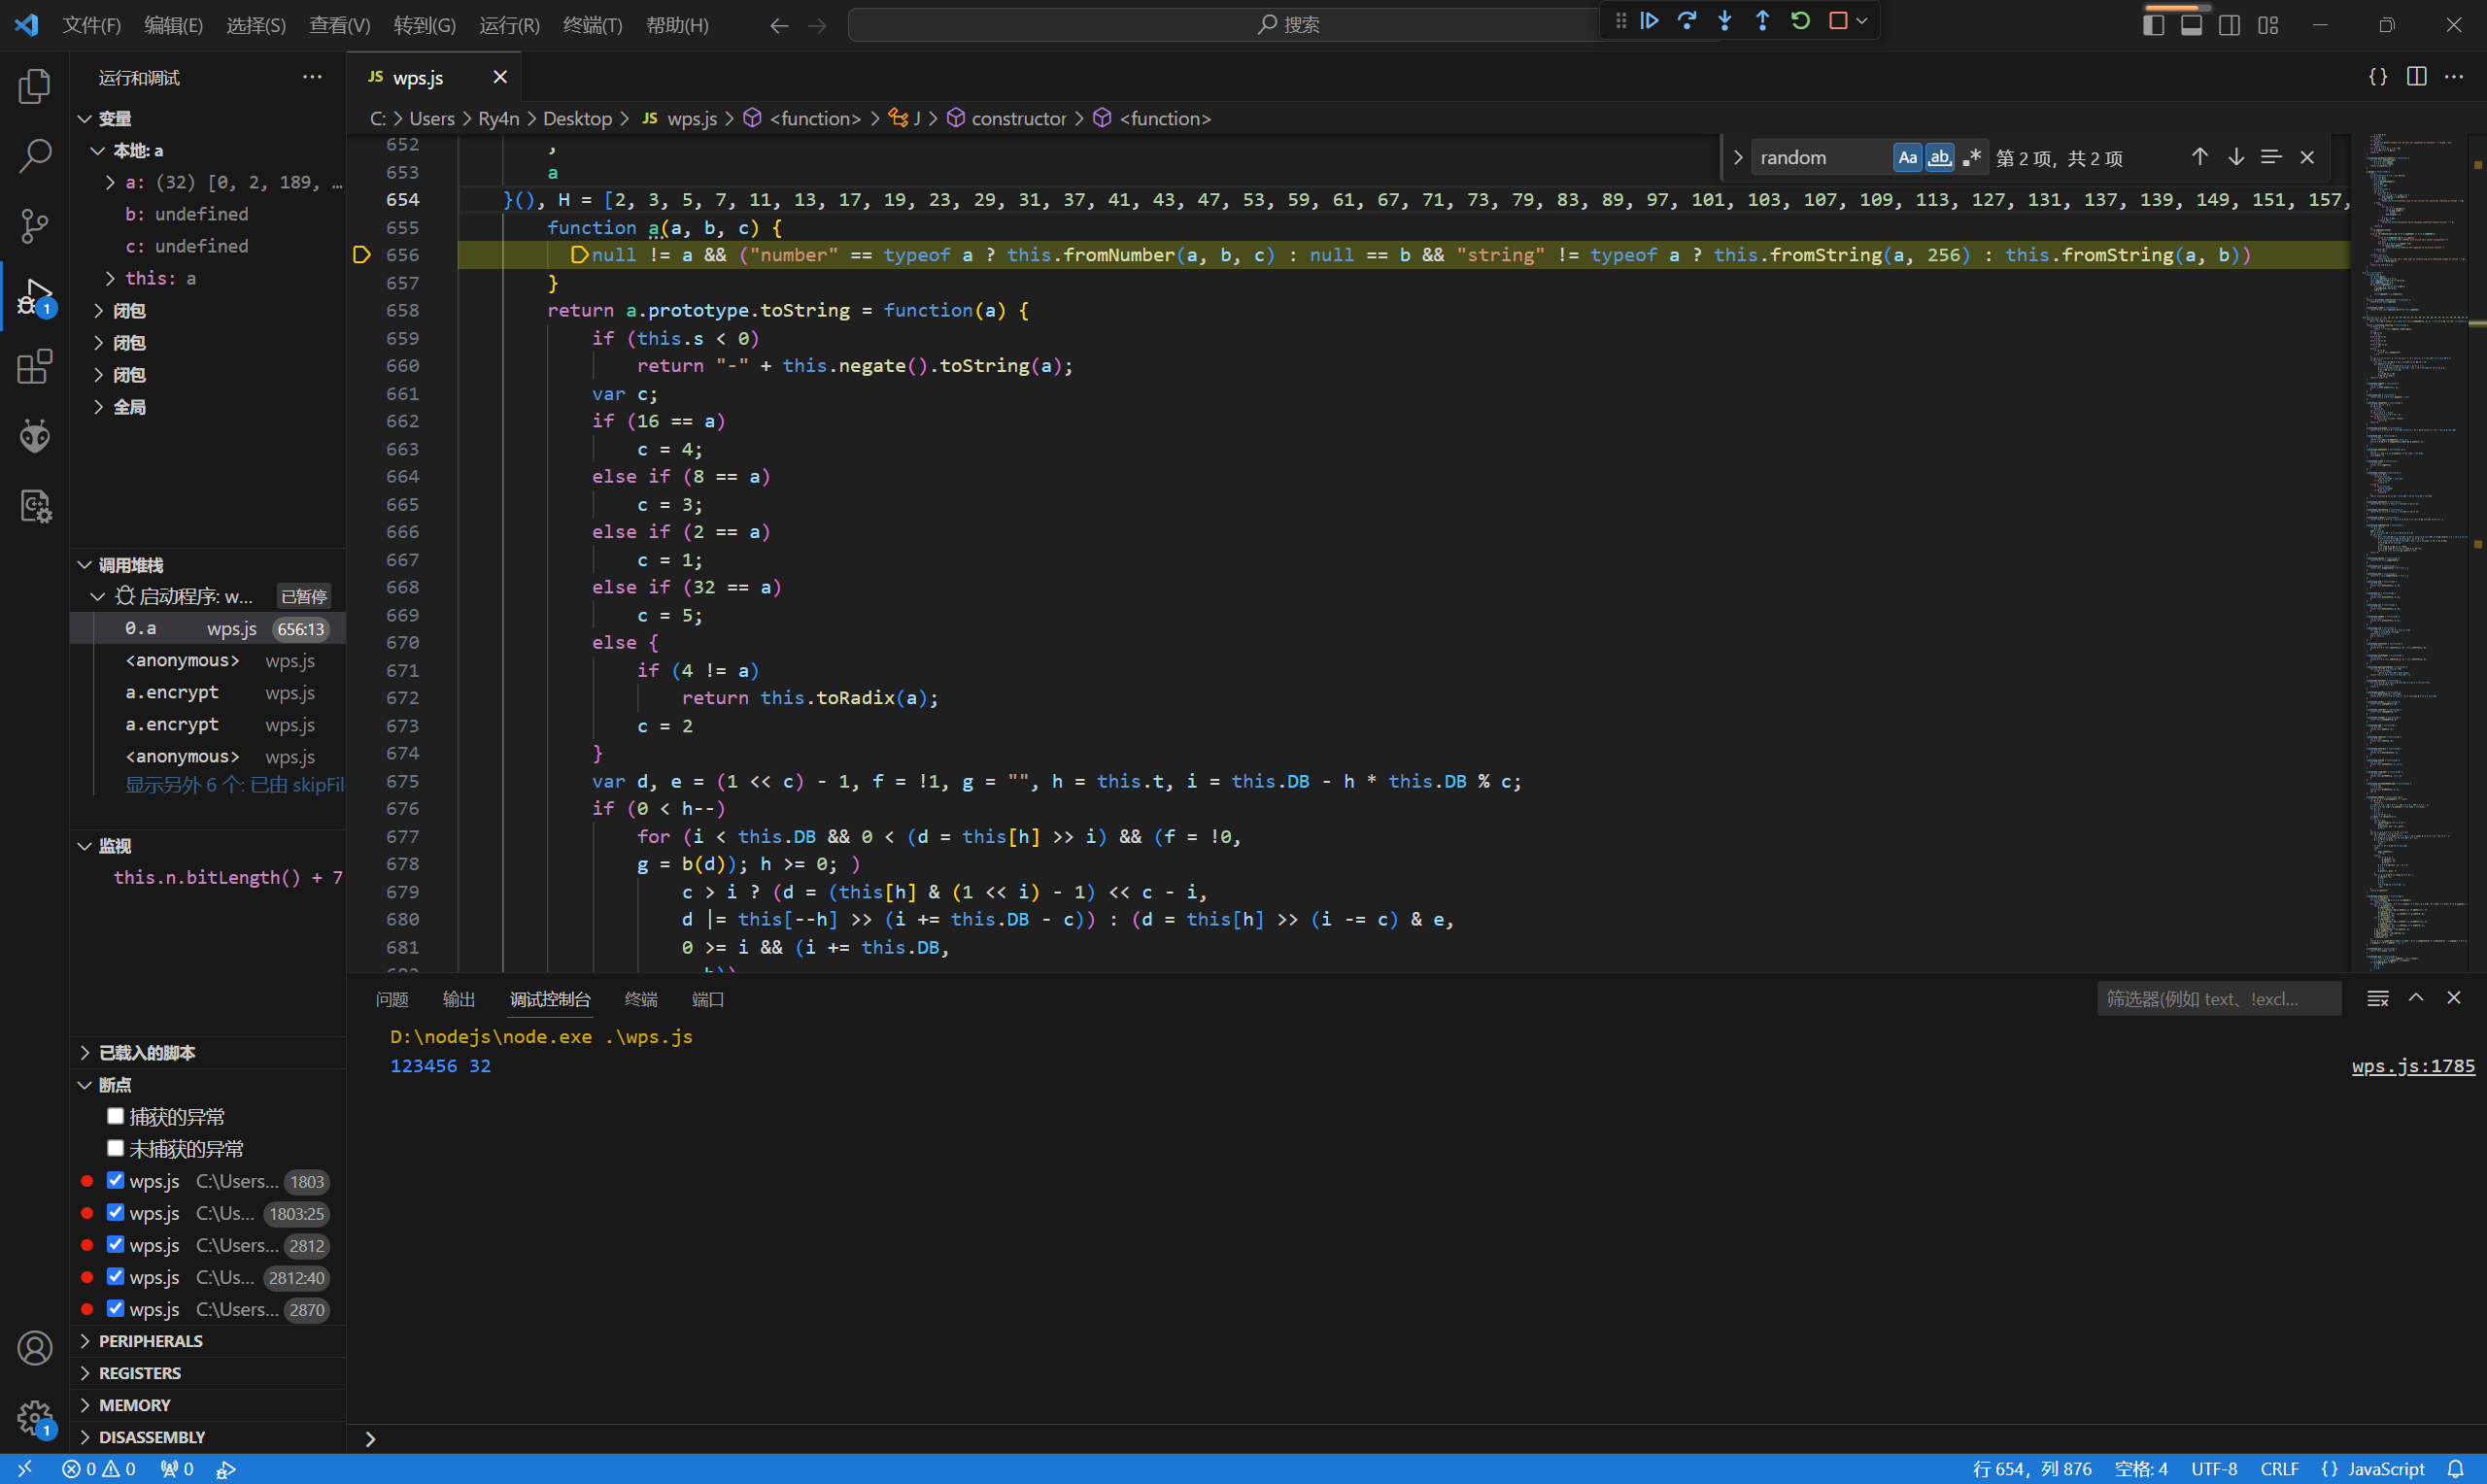 文件(F) 编辑(E) 选择(S) 查看(V) 转到(G) 运行(R) 终端(T) 帮助(H) 搜索
运行和调试
变量
本地: a
a: (32) [0, 2, 189, …
b: undefined
c: undefined
this: a
闭包
闭包
闭包
全局
调用堆栈
启动程序: w... 已暂停
0.a wps.js 656:13
<anonymous> wps.js
a.encrypt wps.js
a.encrypt wps.js
<anonymous> wps.js
显示另外 6 个: 已由 skipFil
监视
this.n.bitLength() + 7
已载入的脚本
断点
捕获的异常
未捕获的异常
wps.js C:\Users... 1803
wps.js C:\Us... 1803:25
wps.js C:\Users... 2812
wps.js C:\Us... 2812:40
wps.js C:\Users... 2870
PERIPHERALS
REGISTERS
MEMORY
DISASSEMBLY
JS wps.js
C: > Users > Ry4n > Desktop > JS wps.js > <function> > J > constructor > <function>
random Aa ab .* 第 2 项, 共 2 项
652 ,
653 a
654 }(), H = [2, 3, 5, 7, 11, 13, 17, 19, 23, 29, 31, 37, 41, 43, 47, 53, 59, 61, 67, 71, 73, 79, 83, 89, 97, 101, 103, 107, 109, 113, 127, 131, 137, 139, 149, 151, 157,
655 function a(a, b, c) {
656 null != a && ("number" == typeof a ? this.fromNumber(a, b, c) : null == b && "string" != typeof a ? this.fromString(a, 256) : this.fromString(a, b))
657 }
658 return a.prototype.toString = function(a) {
659 if (this.s < 0)
660 return "-" + this.negate().toString(a);
661 var c;
662 if (16 == a)
663 c = 4;
664 else if (8 == a)
665 c = 3;
666 else if (2 == a)
667 c = 1;
668 else if (32 == a)
669 c = 5;
670 else {
671 if (4 != a)
672 return this.toRadix(a);
673 c = 2
674 }
675 var d, e = (1 << c) - 1, f = !1, g = "", h = this.t, i = this.DB - h * this.DB % c;
676 if (0 < h--)
677 for (i < this.DB && 0 < (d = this[h] >> i) && (f = !0,
678 g = b(d)); h >= 0; )
679 c > i ? (d = (this[h] & (1 << i) - 1) << c - i,
680 d |= this[--h] >> (i += this.DB - c)) : (d = this[h] >> (i -= c) & e,
681 0 >= i && (i += this.DB,
问题 输出 调试控制台 终端 端口 筛选器(例如 text、!excl...
D:\nodejs\node.exe .\wps.js
123456 32 wps.js:1785
0 0 0 行 654, 列 876 空格: 4 UTF-8 CRLF {} JavaScript